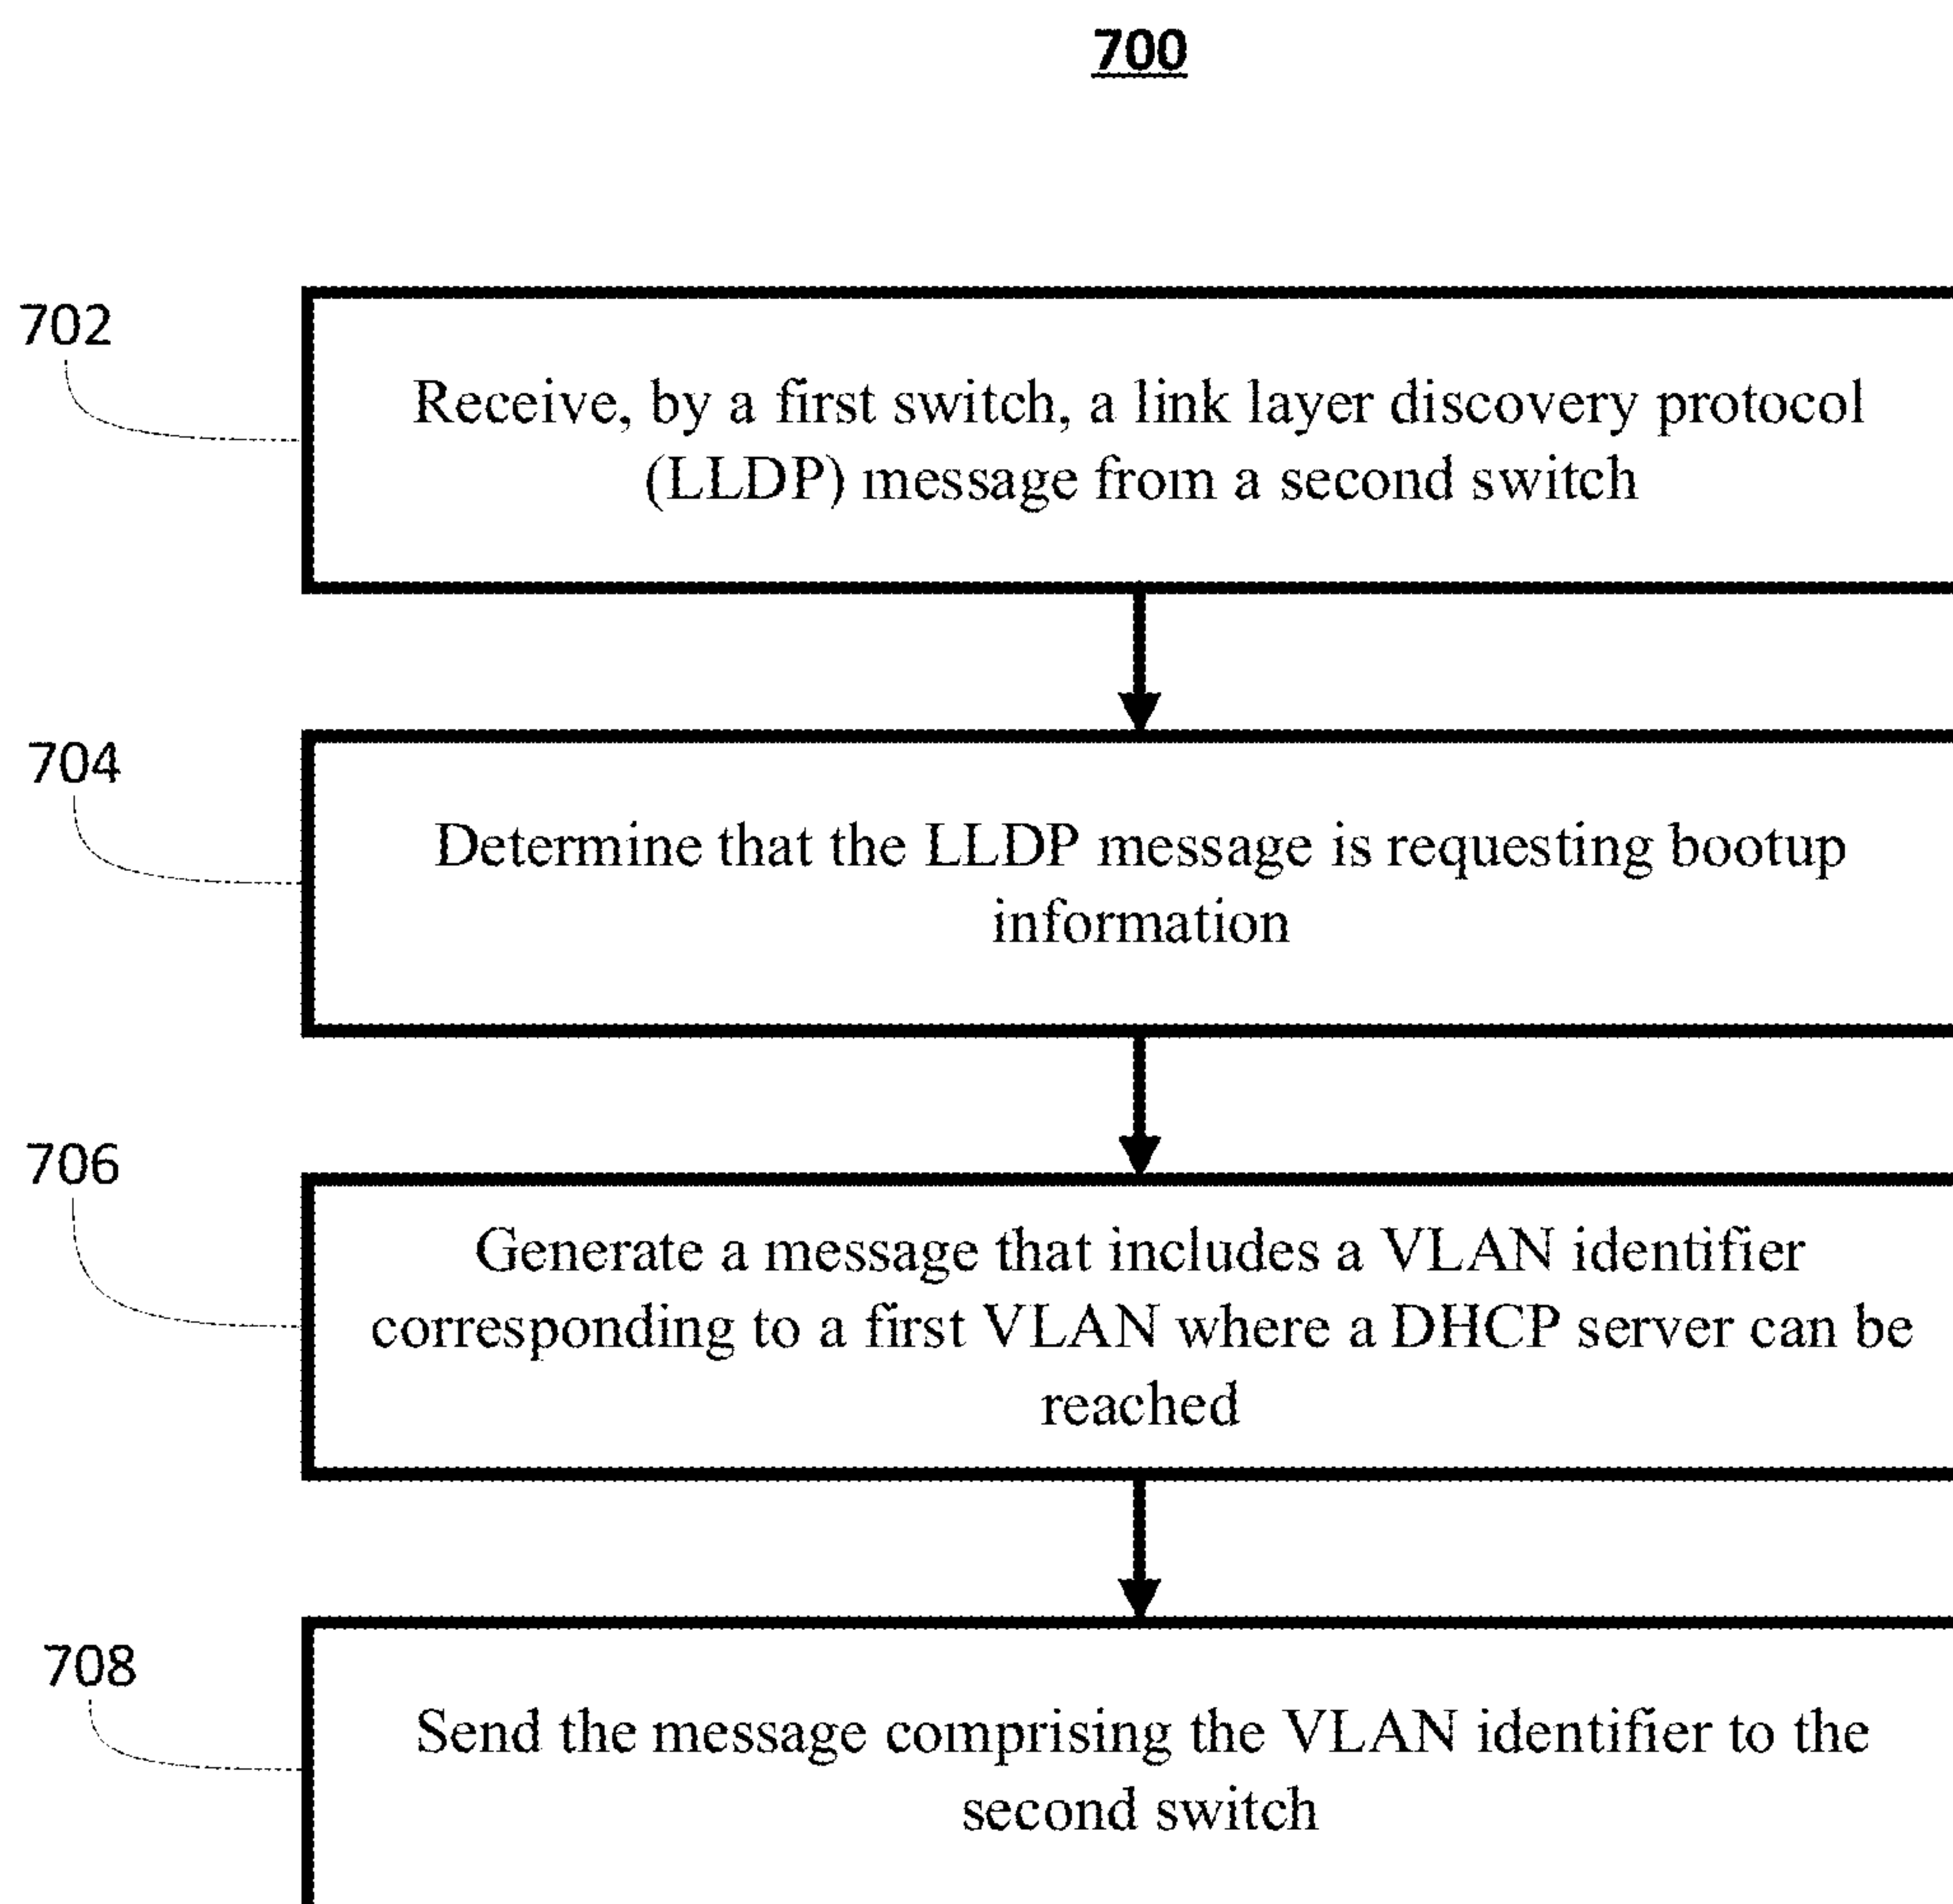 700
702
Receive, by a first switch, a link layer discovery protocol
(LLDP) message from a second switch
704
Determine that the LLDP message is requesting bootup
information
706
Generate a message that includes a VLAN identifier
corresponding to a first VLAN where a DHCP server can be
reached
708
Send the message comprising the VLAN identifier to the
second switch